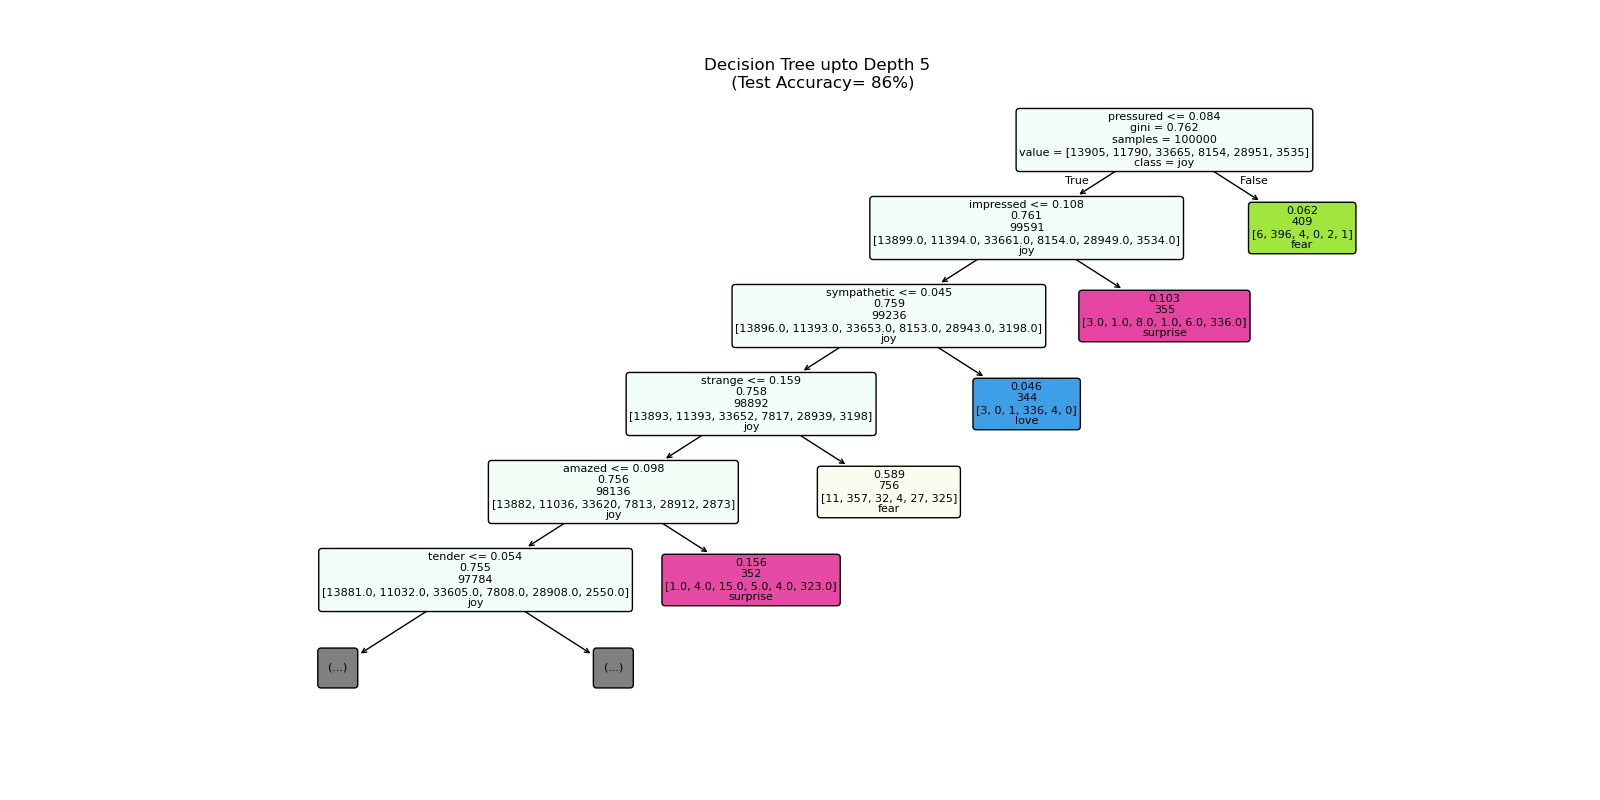 Decision Tree upto Depth 5
(Test Accuracy= 86%)
pressured <= 0.084
gini = 0.762
samples = 100000
value = [13905, 11790, 33665, 8154, 28951, 3535]
class = joy
True
False
impressed <= 0.108
0.761
99591
[13899.0, 11394.0, 33661.0, 8154.0, 28949.0, 3534.0]
joy
0.062
409
[6, 396, 4, 0, 2, 1]
fear
sympathetic <= 0.045
0.759
99236
[13896.0, 11393.0, 33653.0, 8153.0, 28943.0, 3198.0]
joy
0.103
355
[3.0, 1.0, 8.0, 1.0, 6.0, 336.0]
surprise
strange <= 0.159
0.758
98892
[13893, 11393, 33652, 7817, 28939, 3198]
joy
0.046
344
[3, 0, 1, 336, 4, 0]
love
amazed <= 0.098
0.756
98136
[13882, 11036, 33620, 7813, 28912, 2873]
joy
0.589
756
[11, 357, 32, 4, 27, 325]
fear
tender <= 0.054
0.755
97784
[13881.0, 11032.0, 33605.0, 7808.0, 28908.0, 2550.0]
joy
0.156
352
[1.0, 4.0, 15.0, 5.0, 4.0, 323.0]
surprise
(...)
(...)